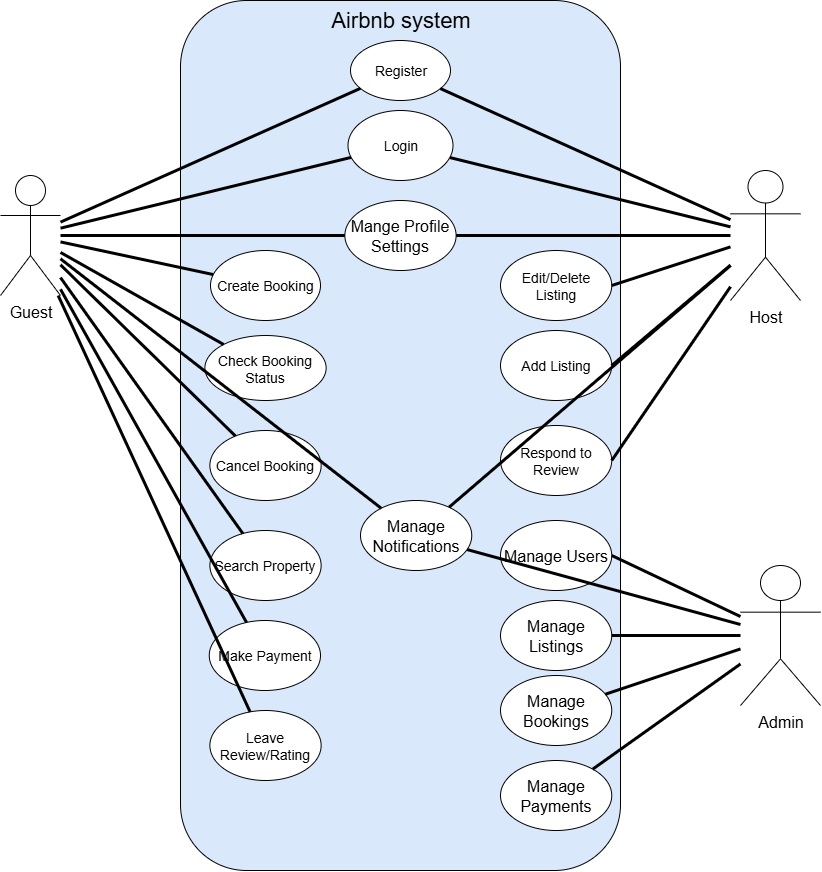 Airbnb system
Register
Login
Mange Profile
Settings
Guest
Host
Create Booking
Edit/Delete
Listing
Check Booking
Status
Add Listing
Cancel Booking
Respond to
Review
Manage
Notifications
Search Property
Manage Users
Make Payment
Manage
Listings
Leave
Review/Rating
Manage
Bookings
Admin
Manage
Payments